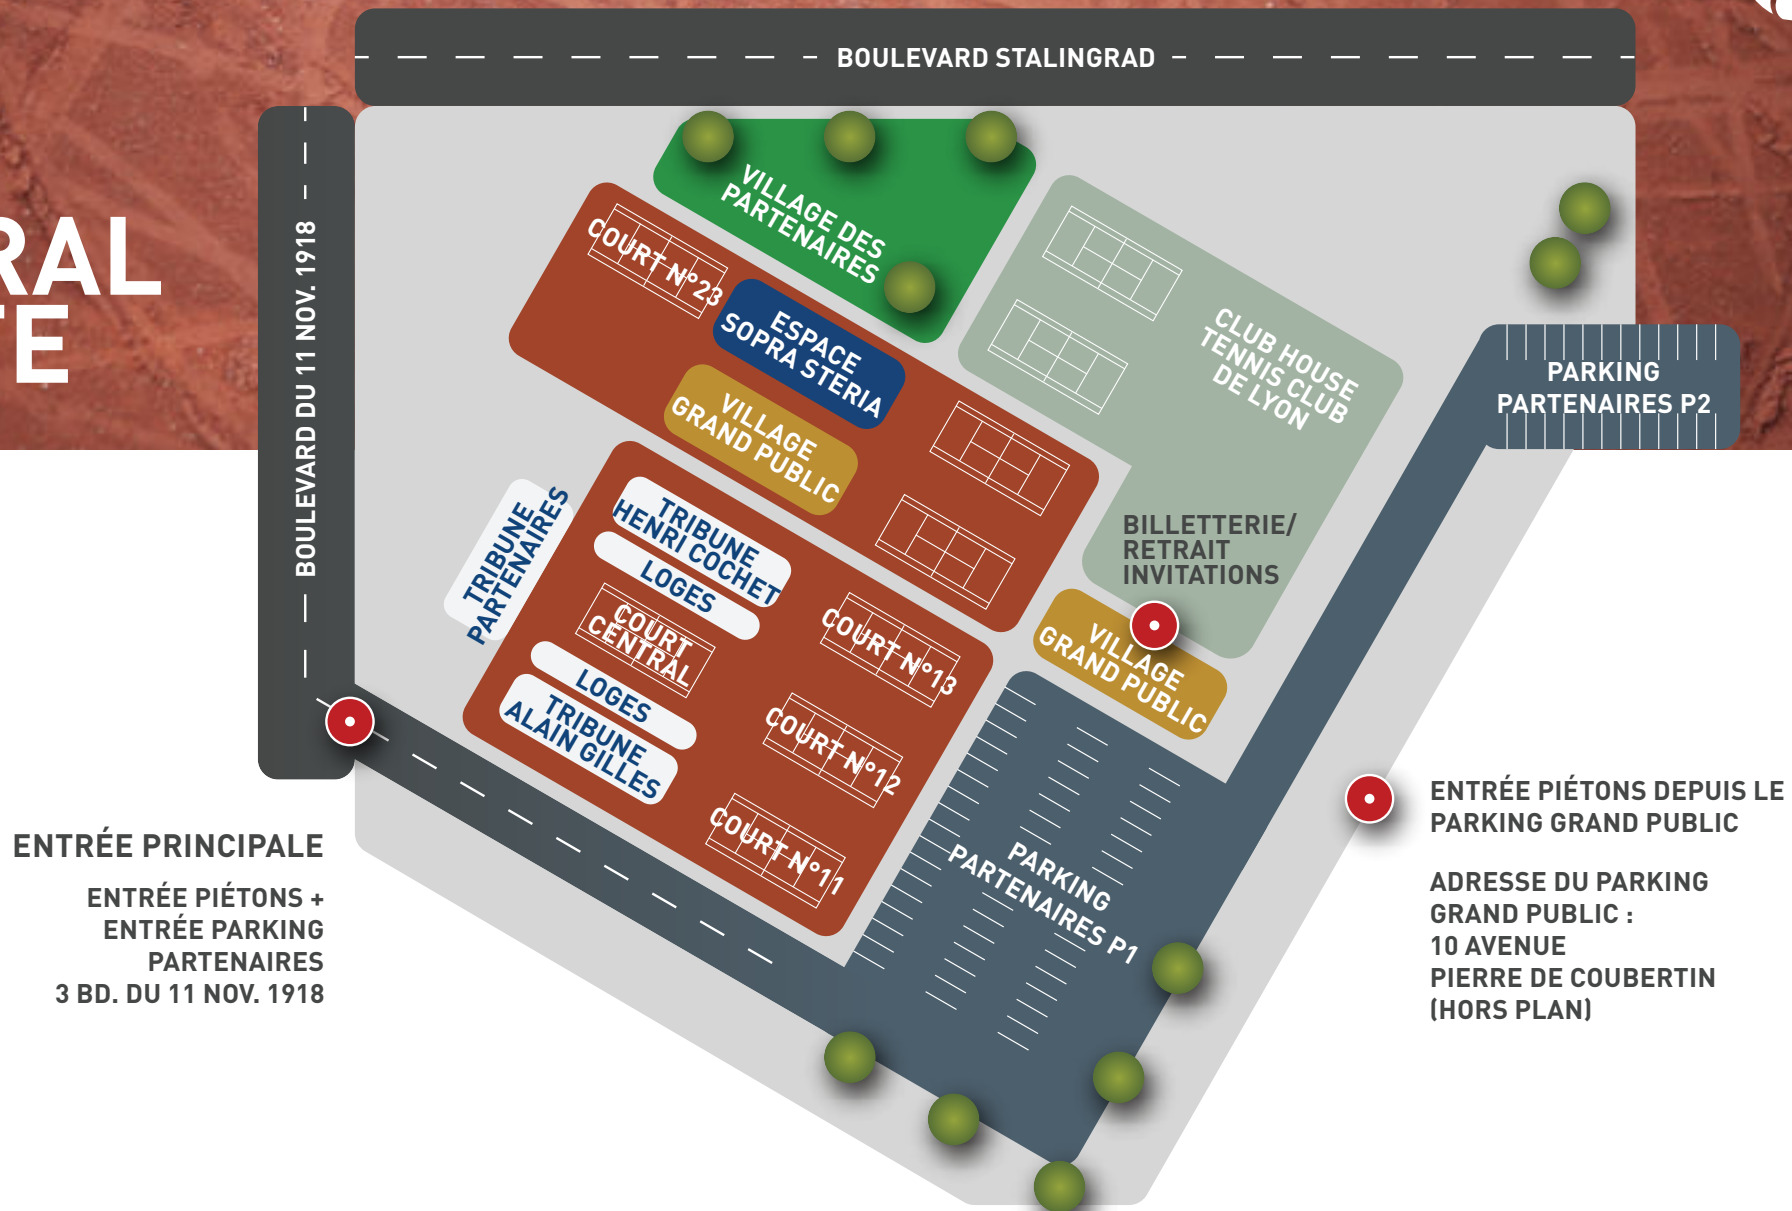 BOULEVARD STALINGRAD
BOULEVARD DU 11 NOV. 1918
VILLAGE DES
PARTENAIRES
COURT N°23
ESPACE
SOPRA STERIA
VILLAGE
GRAND PUBLIC
CLUB HOUSE
TENNIS CLUB
DE LYON
PARKING
PARTENAIRES P2
TRIBUNE
PARTENAIRES
TRIBUNE
HENRI COCHET
LOGES
COURT
CENTRAL
LOGES
TRIBUNE
ALAIN GILLES
COURT N°13
COURT N°12
COURT N°11
BILLETTERIE/
RETRAIT
INVITATIONS
VILLAGE
GRAND PUBLIC
PARKING
PARTENAIRES P1
ENTRÉE PRINCIPALE
ENTRÉE PIÉTONS +
ENTRÉE PARKING
PARTENAIRES
3 BD. DU 11 NOV. 1918
ENTRÉE PIÉTONS DEPUIS LE
PARKING GRAND PUBLIC
ADRESSE DU PARKING
GRAND PUBLIC :
10 AVENUE
PIERRE DE COUBERTIN
(HORS PLAN)